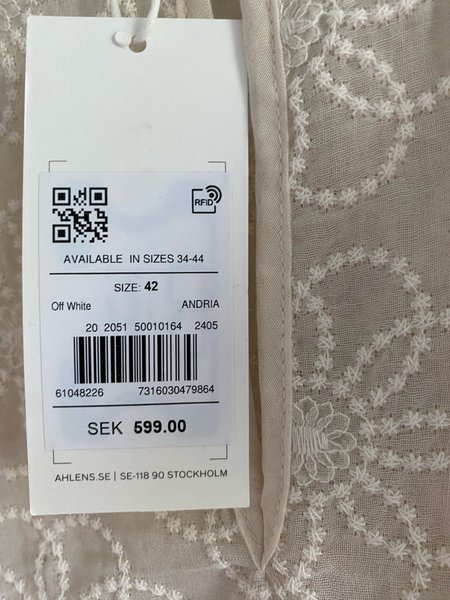 RFID
AVAILABLE IN SIZES 34-44
SIZE: 42
Off White ANDRIA
20 2051 50010164 2405
61048226 7316030479864
SEK 599.00
AHLENS.SE | SE-118 90 STOCKHOLM